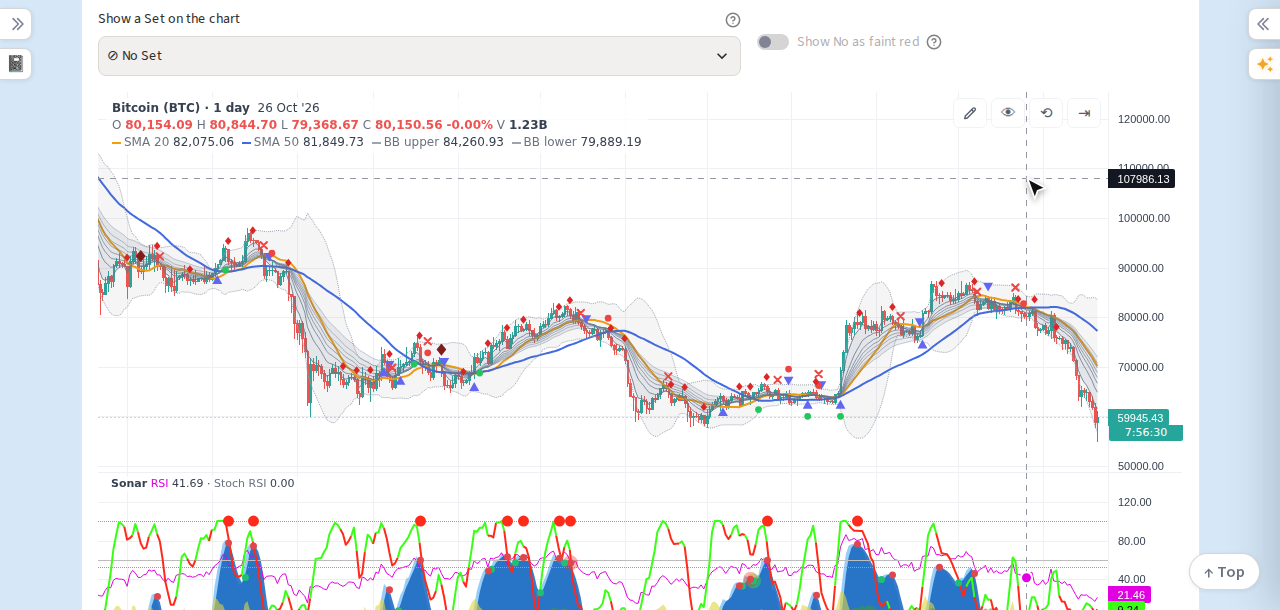 Show a Set on the chart
⊘ No Set
Show No as faint red
Bitcoin (BTC) · 1 day 26 Oct '26
O 80,154.09 H 80,844.70 L 79,368.67 C 80,150.56 -0.00% V 1.23B
SMA 20 82,075.06 SMA 50 81,849.73 BB upper 84,260.93 BB lower 79,889.19
120000.00
110000.00
107986.13
100000.00
90000.00
80000.00
70000.00
59945.43
7:56:30
50000.00
Sonar RSI 41.69 · Stoch RSI 0.00
120.00
80.00
40.00
21.46
↑ Top